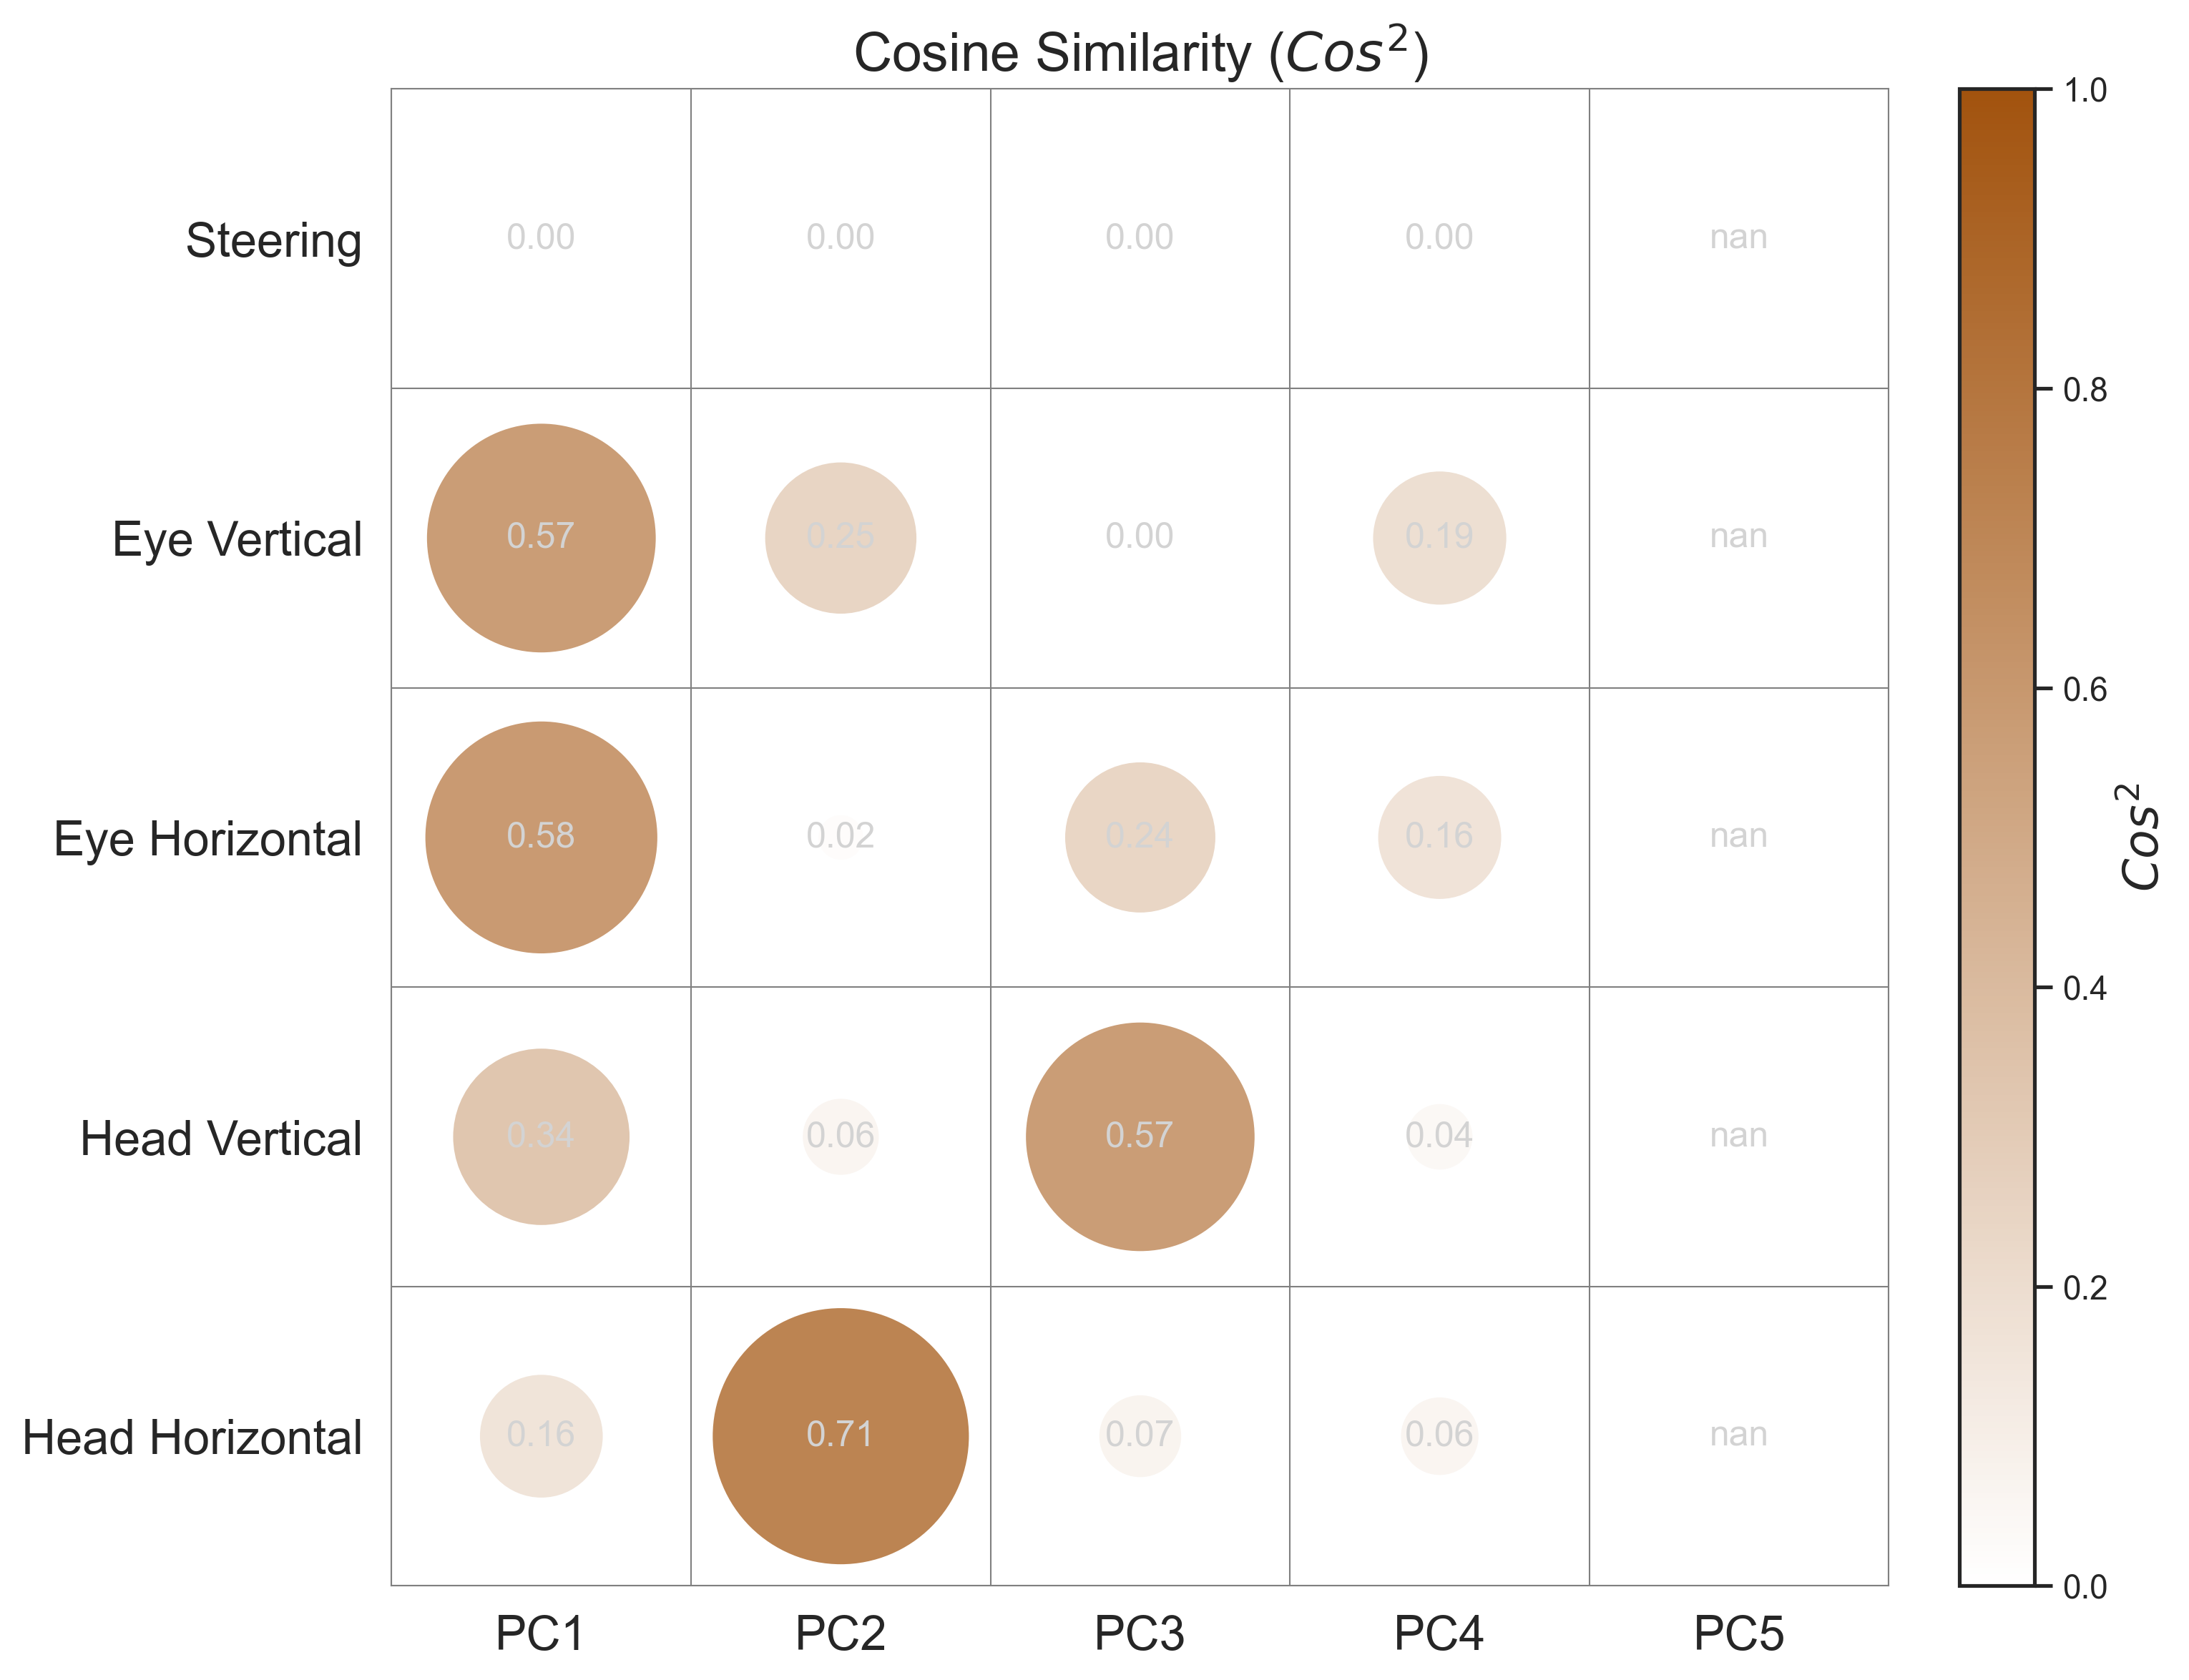 Cosine Similarity (Cos²)
Steering 0.00 0.00 0.00 0.00 nan
Eye Vertical 0.57 0.25 0.00 0.19 nan
Eye Horizontal 0.58 0.02 0.24 0.16 nan
Head Vertical 0.34 0.06 0.57 0.04 nan
Head Horizontal 0.16 0.71 0.07 0.06 nan
PC1 PC2 PC3 PC4 PC5
1.0
0.8
0.6
0.4
0.2
0.0
Cos²